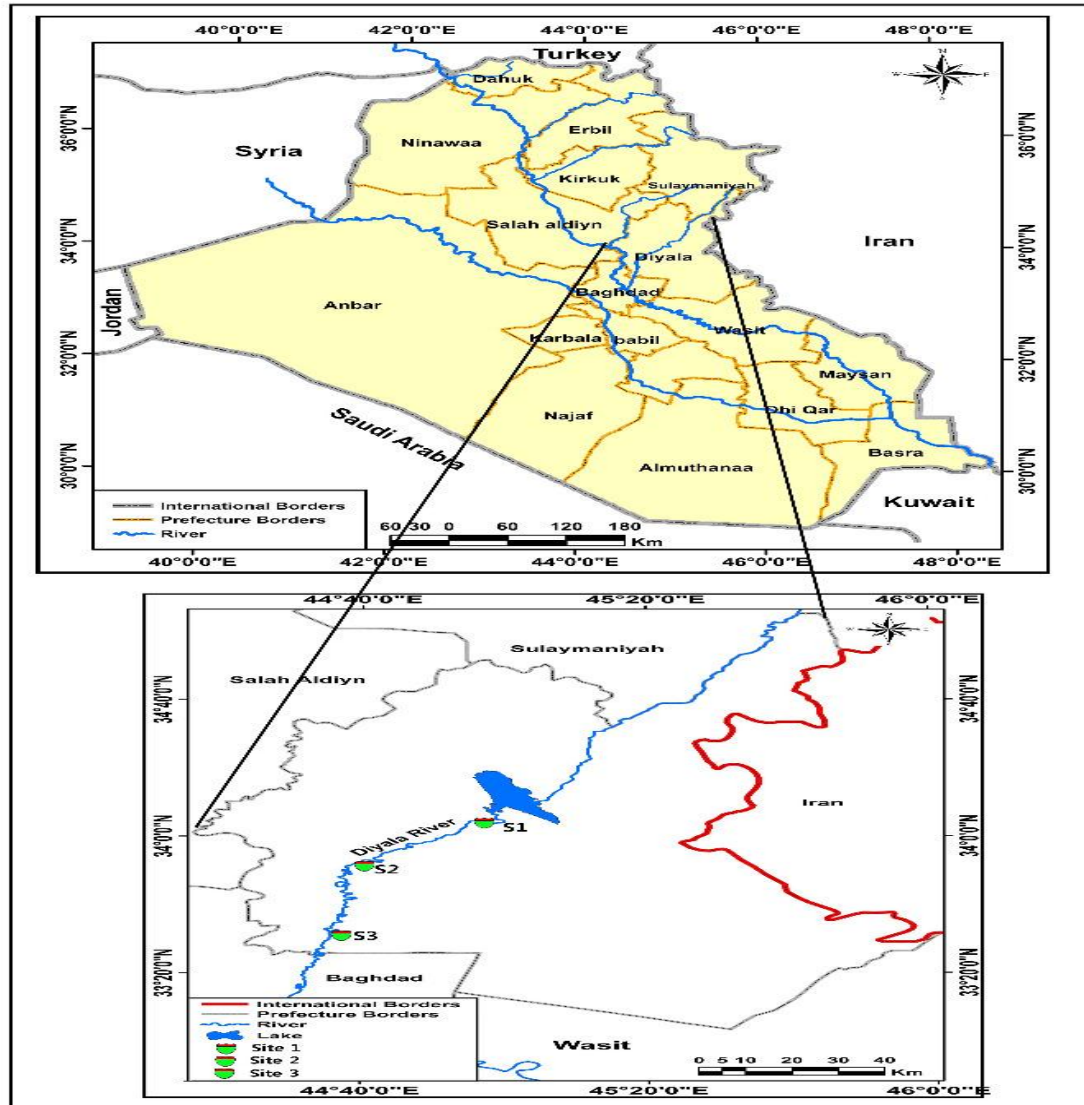 40°0'0"E 42°0'0"E 44°0'0"E 46°0'0"E 48°0'0"E
Turkey
N
W E
S
Dahuk
36°0'0"N 36°0'0"N
Erbil
Ninawaa
Syria
Kirkuk
Sulaymaniyah
Salah aldiyn
Iran
34°0'0"N 34°0'0"N
Diyala
Baghdad
Anbar
Jordan
Wasit
Karbala babil
32°0'0"N 32°0'0"N
Maysan
Najaf
Dhi Qar
Saudi Arabia
Basra
Almuthanaa
30°0'0"N 30°0'0"N
Kuwait
International Borders
Prefecture Borders
River
60 30 0 60 120 180
Km
40°0'0"E 42°0'0"E 44°0'0"E 46°0'0"E 48°0'0"E
44°40'0"E 45°20'0"E 46°0'0"E
Sulaymaniyah
Salah Aldiyn
34°40'0"N 34°40'0"N
Iran
Diyala River
S1
34°0'0"N 34°0'0"N
S2
S3
33°20'0"N 33°20'0"N
Baghdad
International Borders
Prefecture Borders
River
Lake
Site 1
Site 2
Site 3
Wasit
0 5 10 20 30 40
Km
44°40'0"E 45°20'0"E 46°0'0"E